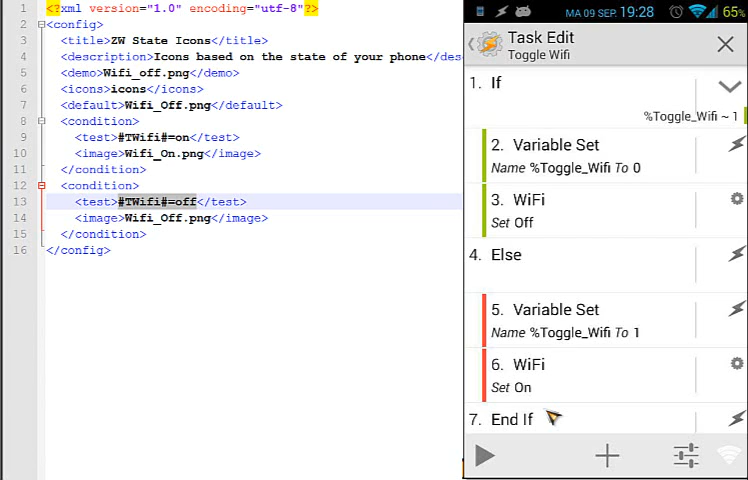 1 <?xml version="1.0" encoding="utf-8"?>
2 <config>
3 <title>ZW State Icons</title>
4 <description>Icons based on the state of your phone</des
5 <demo>Wifi_off.png</demo>
6 <icons>icons</icons>
7 <default>Wifi_Off.png</default>
8 <condition>
9 <test>#TWifi#=on</test>
10 <image>Wifi_On.png</image>
11 </condition>
12 <condition>
13 <test>#TWifi#=off</test>
14 <image>Wifi_Off.png</image>
15 </condition>
16 </config>
MA 09 SEP. 19:28 65%
Task Edit
Toggle Wifi
1. If
%Toggle_Wifi ~ 1
2. Variable Set
Name %Toggle_Wifi To 0
3. WiFi
Set Off
4. Else
5. Variable Set
Name %Toggle_Wifi To 1
6. WiFi
Set On
7. End If